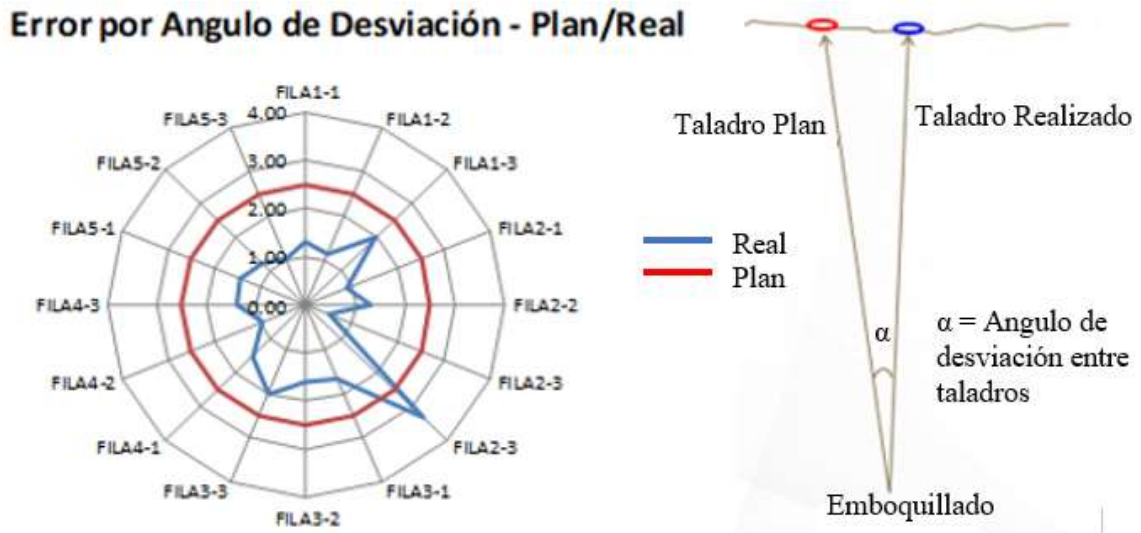 Error por Angulo de Desviación - Plan/Real
FILA1-1
FILA1-2
FILA1-3
FILA2-1
FILA2-2
FILA2-3
FILA2-3
FILA3-1
FILA3-2
FILA3-3
FILA4-1
FILA4-2
FILA4-3
FILA5-1
FILA5-2
FILA5-3
4.00
3.00
2.00
1.00
0.00
Real
Plan
Taladro Plan
Taladro Realizado
α
α = Angulo de
desviación entre
taladros
Emboquillado